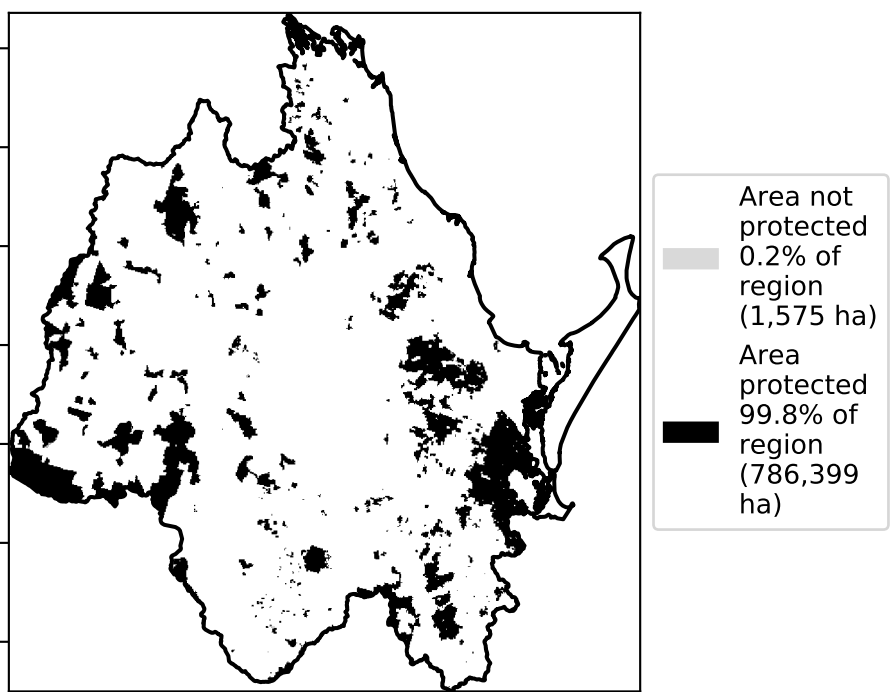 Area not
protected
0.2% of
region
(1,575 ha)
Area
protected
99.8% of
region
(786,399
ha)